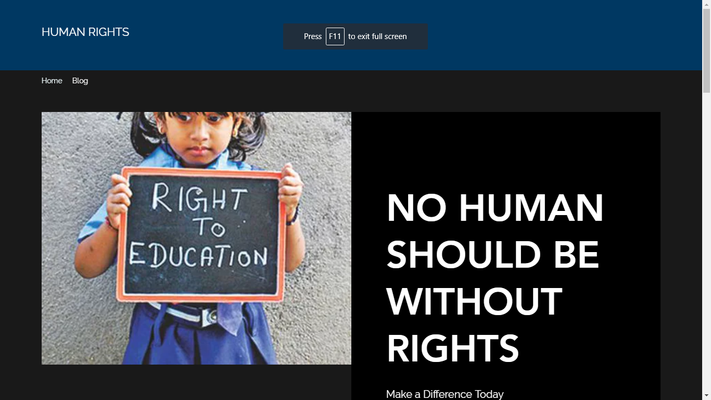 HUMAN RIGHTS
Press F11 to exit full screen
Home Blog
RIGHT
TO
EDUCATION
NO HUMAN
SHOULD BE
WITHOUT
RIGHTS
Make a Difference Today